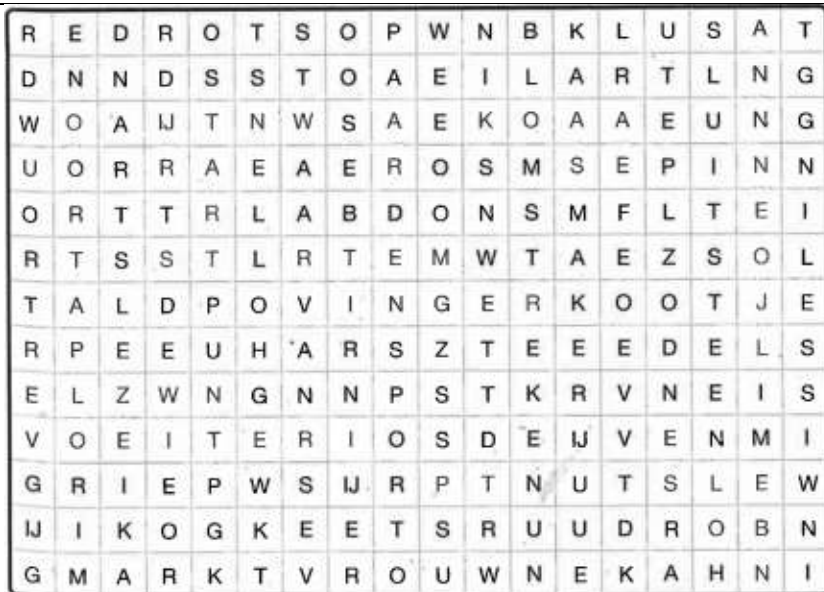 R E D R O T S O P W N B K L U S A T
D N N D S S T O A E I L A R T L N G
W O A IJ T N W S A E K O A A E U N G
U O R R A E A E R O S M S E P I N N
O R T T R L A B D O N S M F L T E I
R T S S T L R T E M W T A E Z S O L
T A L D P O V I N G E R K O O T J E
R P E E U H A R S Z T E E E D E L S
E L Z W N G N N P S T K R V N E I S
V O E I T E R I O S D E IJ V E N M I
G R I E P W S IJ R P T N U T S L E W
IJ I K O G K E E T S R U U D R O B N
G M A R K T V R O U W N E K A H N I